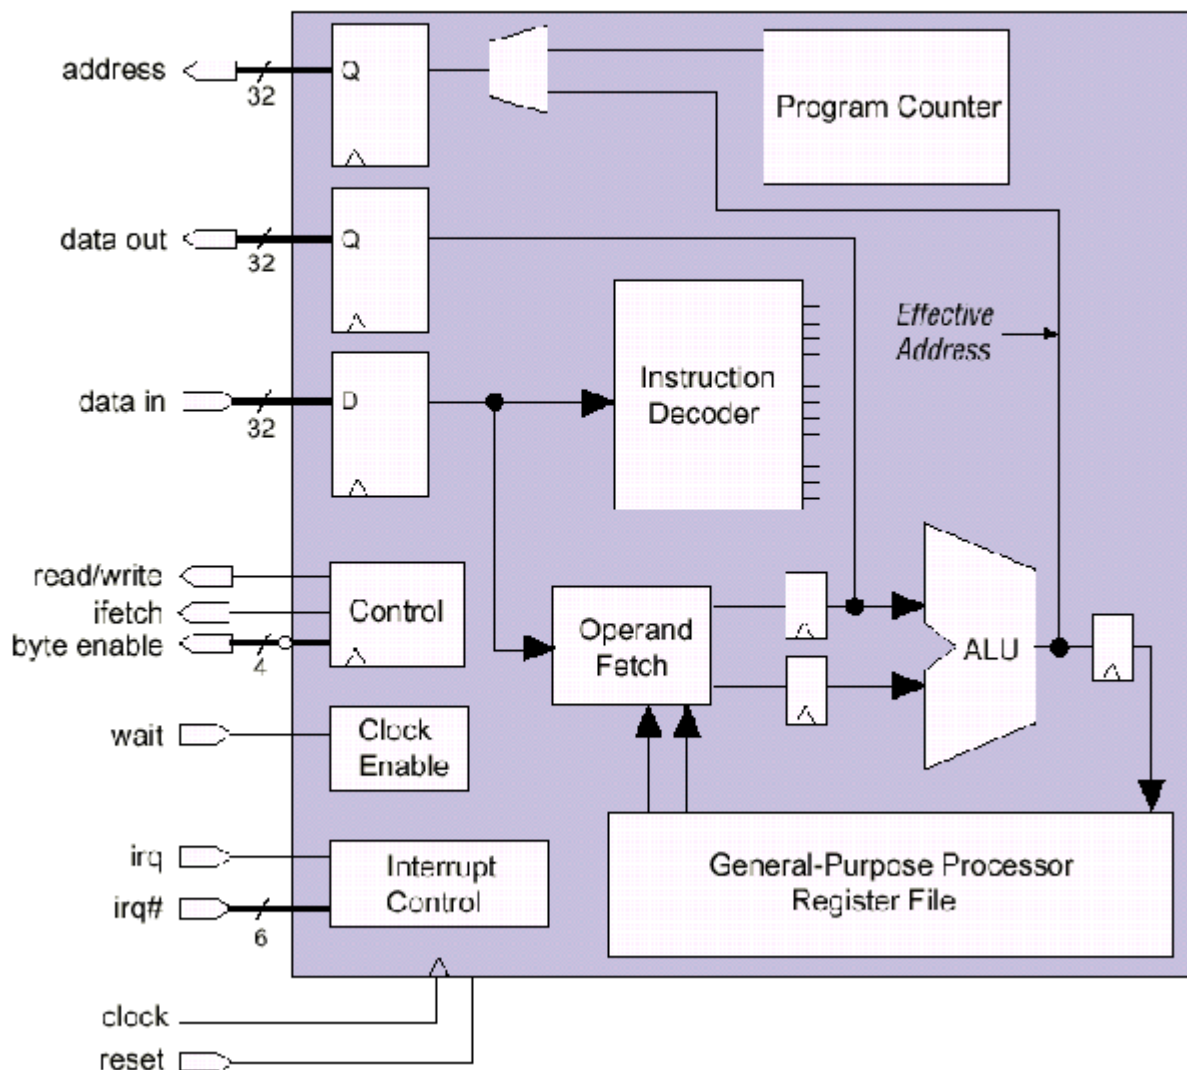 address
32
Q
Program Counter
data out
32
Q
Effective
Address
data in
32
D
Instruction
Decoder
read/write
ifetch
byte enable
4
Control
Operand
Fetch
ALU
wait
Clock
Enable
irq
irq#
6
Interrupt
Control
General-Purpose Processor
Register File
clock
reset